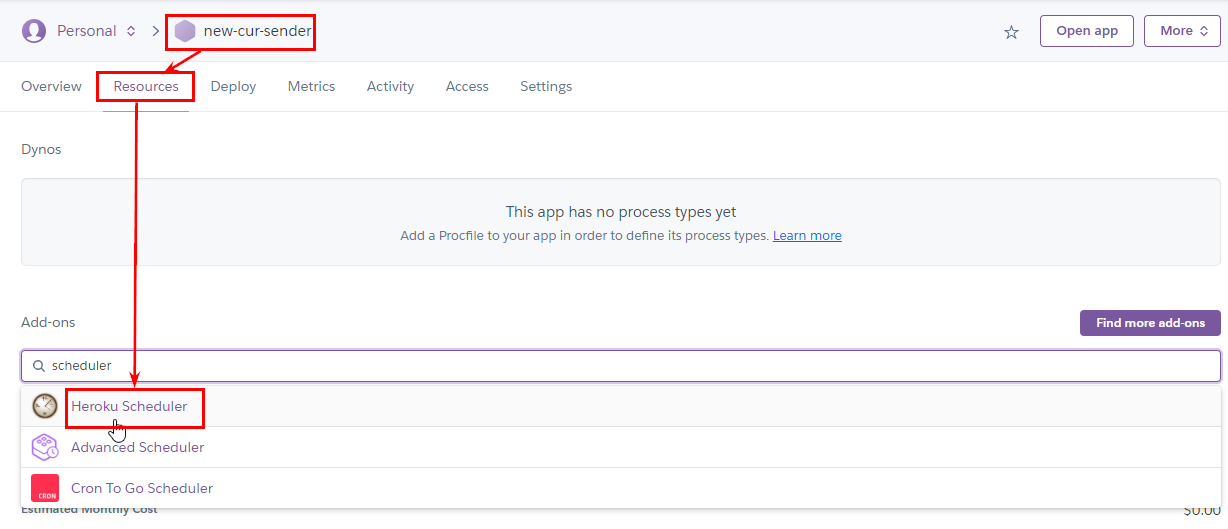 Personal new-cur-sender Open app More
Overview Resources Deploy Metrics Activity Access Settings
Dynos
This app has no process types yet
Add a Procfile to your app in order to define its process types. Learn more
Add-ons Find more add-ons
scheduler
Heroku Scheduler
Advanced Scheduler
CRON Cron To Go Scheduler
Estimated Monthly Cost $0.00